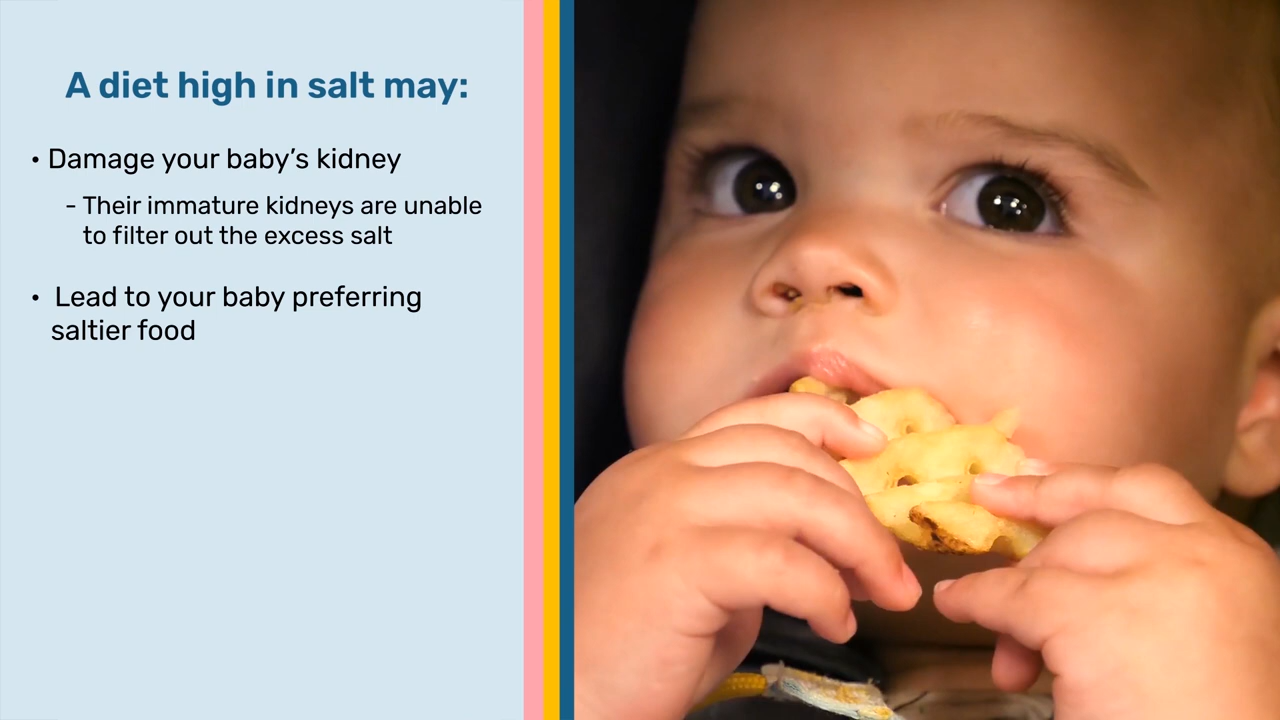 A diet high in salt may:
• Damage your baby’s kidney
- Their immature kidneys are unable
to filter out the excess salt
• Lead to your baby preferring
saltier food